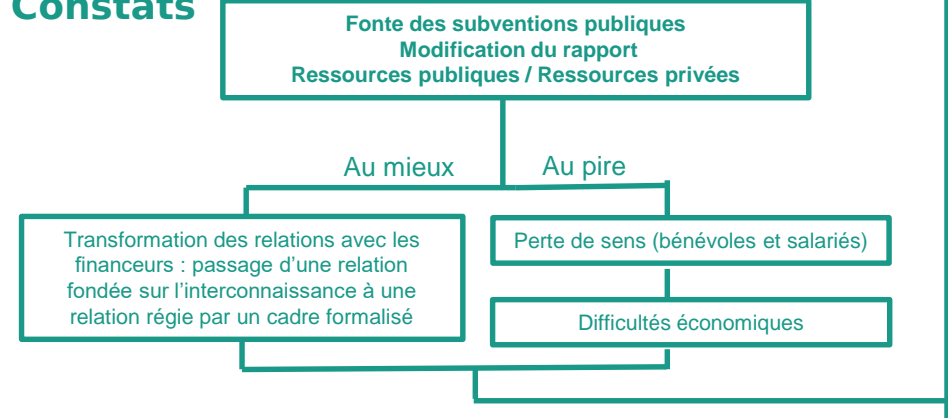 Constats
Fonte des subventions publiques
Modification du rapport
Ressources publiques / Ressources privées
Au mieux
Au pire
Transformation des relations avec les
financeurs : passage d’une relation
fondée sur l’interconnaissance à une
relation régie par un cadre formalisé
Perte de sens (bénévoles et salariés)
Difficultés économiques